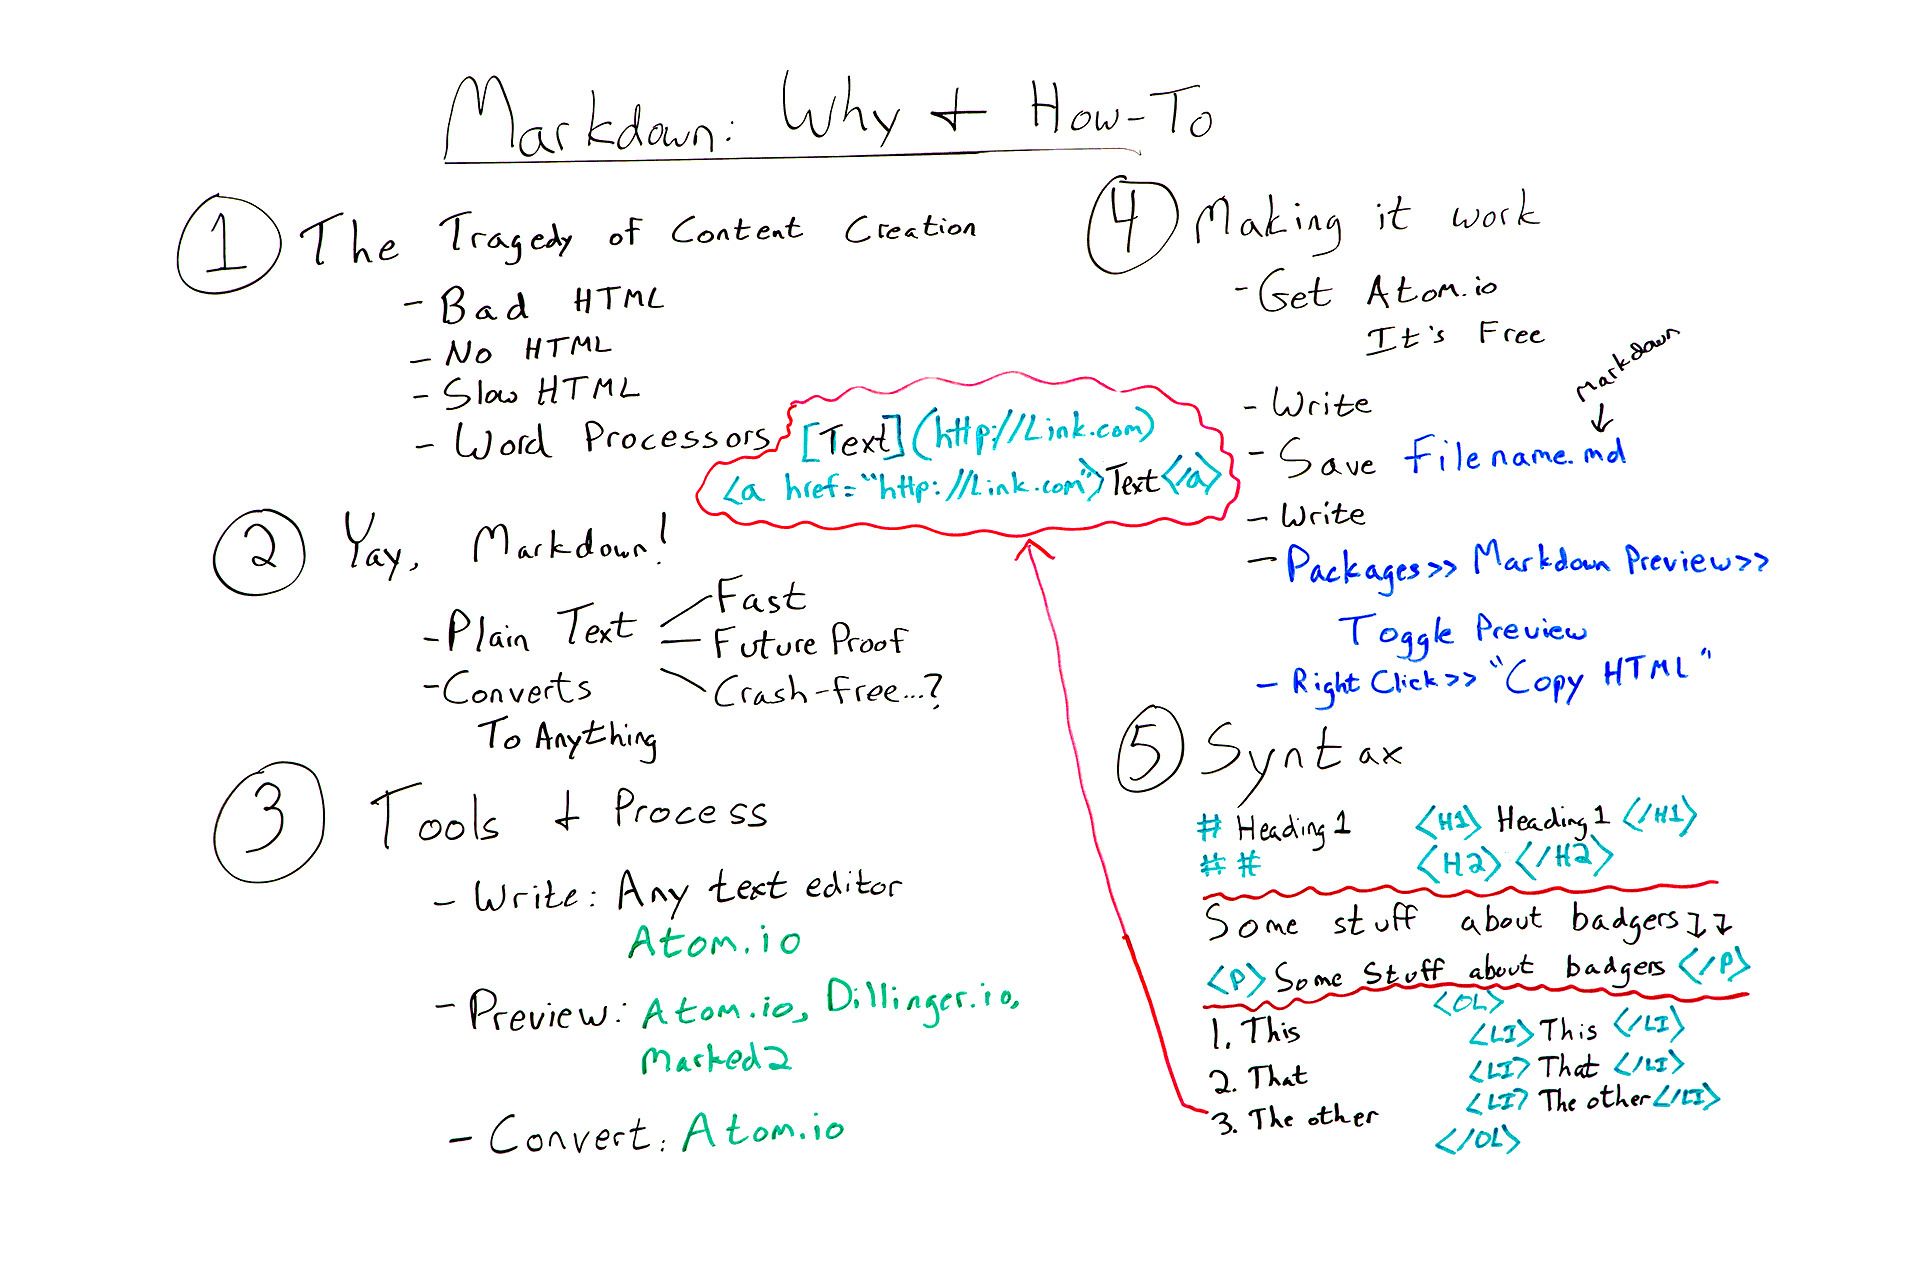 Markdown: Why + How-To
1 The Tragedy of Content Creation
- Bad HTML
- No HTML
- Slow HTML
- Word Processors
[Text](http://Link.com)
<a href="http://Link.com">Text</a>
2 Yay, Markdown!
- Plain Text
Fast
Future Proof
Crash-free...?
- Converts
To Anything
3 Tools + Process
- Write: Any text editor
Atom.io
- Preview: Atom.io, Dillinger.io,
Marked2
- Convert: Atom.io
4 Making it work
- Get Atom.io
It's Free
- Write
Markdown
- Save Filename.md
- Write
- Packages>> Markdown Preview>>
Toggle Preview
- Right Click>> "Copy HTML"
5 Syntax
# Heading 1 <H1> Heading 1 </H1>
# # <H2> </H2>
Some stuff about badgers
<P> Some Stuff about badgers </P>
<OL>
1. This <LI> This </LI>
2. That <LI> That </LI>
3. The other <LI> The other </LI>
</OL>